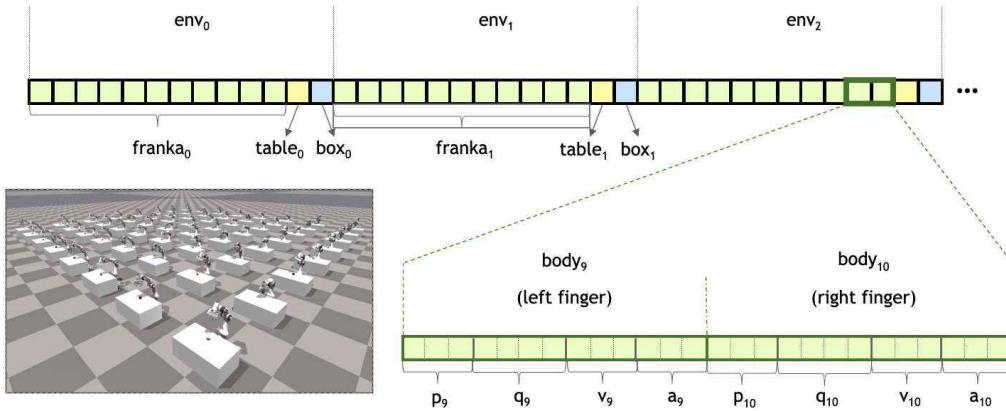 env₀ env₁ env₂
...
franka₀ table₀ box₀ franka₁ table₁ box₁
body₉ body₁₀
(left finger) (right finger)
p₉ q₉ v₉ a₉ p₁₀ q₁₀ v₁₀ a₁₀